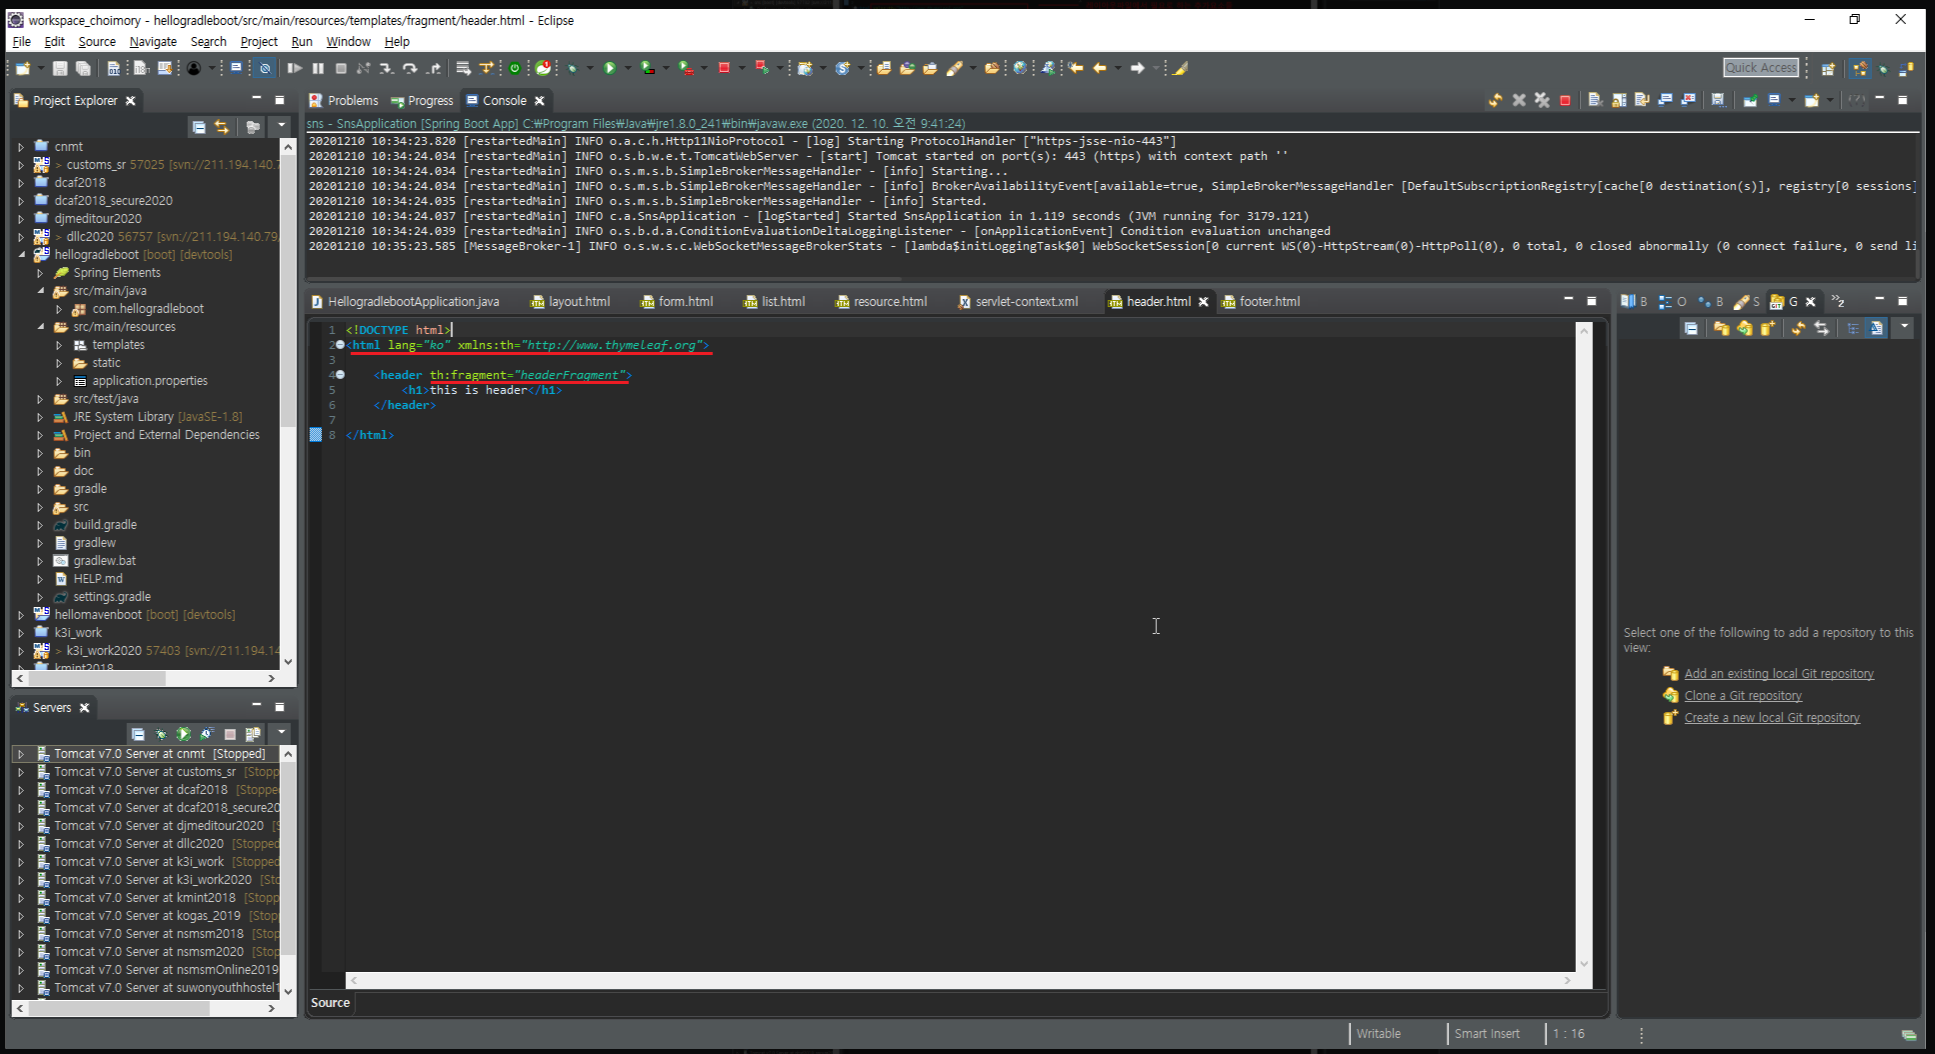 workspace_choimory - hellogradleboot/src/main/resources/templates/fragment/header.html - Eclipse
File Edit Source Navigate Search Project Run Window Help
Quick Access
Project Explorer
cnmt
> customs_sr 57025 [svn://211.194.140.7
dcaf2018
dcaf2018_secure2020
djmeditour2020
> dllc2020 56757 [svn://211.194.140.79,
hellogradleboot [boot] [devtools]
Spring Elements
src/main/java
com.hellogradleboot
src/main/resources
templates
static
application.properties
src/test/java
JRE System Library [JavaSE-1.8]
Project and External Dependencies
bin
doc
gradle
src
build.gradle
gradlew
gradlew.bat
HELP.md
settings.gradle
hellomavenboot [boot] [devtools]
k3i_work
> k3i_work2020 57403 [svn://211.194.14
kmint2018
Servers
Tomcat v7.0 Server at cnmt [Stopped]
Tomcat v7.0 Server at customs_sr [Stopp
Tomcat v7.0 Server at dcaf2018 [Stoppe
Tomcat v7.0 Server at dcaf2018_secure20
Tomcat v7.0 Server at djmeditour2020 [S
Tomcat v7.0 Server at dllc2020 [Stopped
Tomcat v7.0 Server at k3i_work [Stopped
Tomcat v7.0 Server at k3i_work2020 [Sto
Tomcat v7.0 Server at kmint2018 [Stopp
Tomcat v7.0 Server at kogas_2019 [Stop
Tomcat v7.0 Server at nsmsm2018 [Stop
Tomcat v7.0 Server at nsmsm2020 [Stop
Tomcat v7.0 Server at nsmsmOnline2019
Tomcat v7.0 Server at suwonyouthhostel1
Problems Progress Console
sns - SnsApplication [Spring Boot App] C:₩Program Files₩Java₩jre1.8.0_241₩bin₩javaw.exe (2020. 12. 10. 오전 9:41:24)
20201210 10:34:23.820 [restartedMain] INFO o.a.c.h.Http11NioProtocol - [log] Starting ProtocolHandler ["https-jsse-nio-443"]
20201210 10:34:24.034 [restartedMain] INFO o.s.b.w.e.t.TomcatWebServer - [start] Tomcat started on port(s): 443 (https) with context path ''
20201210 10:34:24.034 [restartedMain] INFO o.s.m.s.b.SimpleBrokerMessageHandler - [info] Starting...
20201210 10:34:24.034 [restartedMain] INFO o.s.m.s.b.SimpleBrokerMessageHandler - [info] BrokerAvailabilityEvent[available=true, SimpleBrokerMessageHandler [DefaultSubscriptionRegistry[cache[0 destination(s)], registry[0 sessions]
20201210 10:34:24.035 [restartedMain] INFO o.s.m.s.b.SimpleBrokerMessageHandler - [info] Started.
20201210 10:34:24.037 [restartedMain] INFO c.a.SnsApplication - [logStarted] Started SnsApplication in 1.119 seconds (JVM running for 3179.121)
20201210 10:34:24.039 [restartedMain] INFO o.s.b.d.a.ConditionEvaluationDeltaLoggingListener - [onApplicationEvent] Condition evaluation unchanged
20201210 10:35:23.585 [MessageBroker-1] INFO o.s.w.s.c.WebSocketMessageBrokerStats - [lambda$initLoggingTask$0] WebSocketSession[0 current WS(0)-HttpStream(0)-HttpPoll(0), 0 total, 0 closed abnormally (0 connect failure, 0 send li
HellogradlebootApplication.java layout.html form.html list.html resource.html servlet-context.xml header.html footer.html
1 <!DOCTYPE html>
2 <html lang="ko" xmlns:th="http://www.thymeleaf.org">
3
4 <header th:fragment="headerFragment">
5 <h1>this is header</h1>
6 </header>
7
8 </html>
Source
B O B S G »2
Select one of the following to add a repository to this
view:
Add an existing local Git repository
Clone a Git repository
Create a new local Git repository
Writable Smart Insert 1 : 16